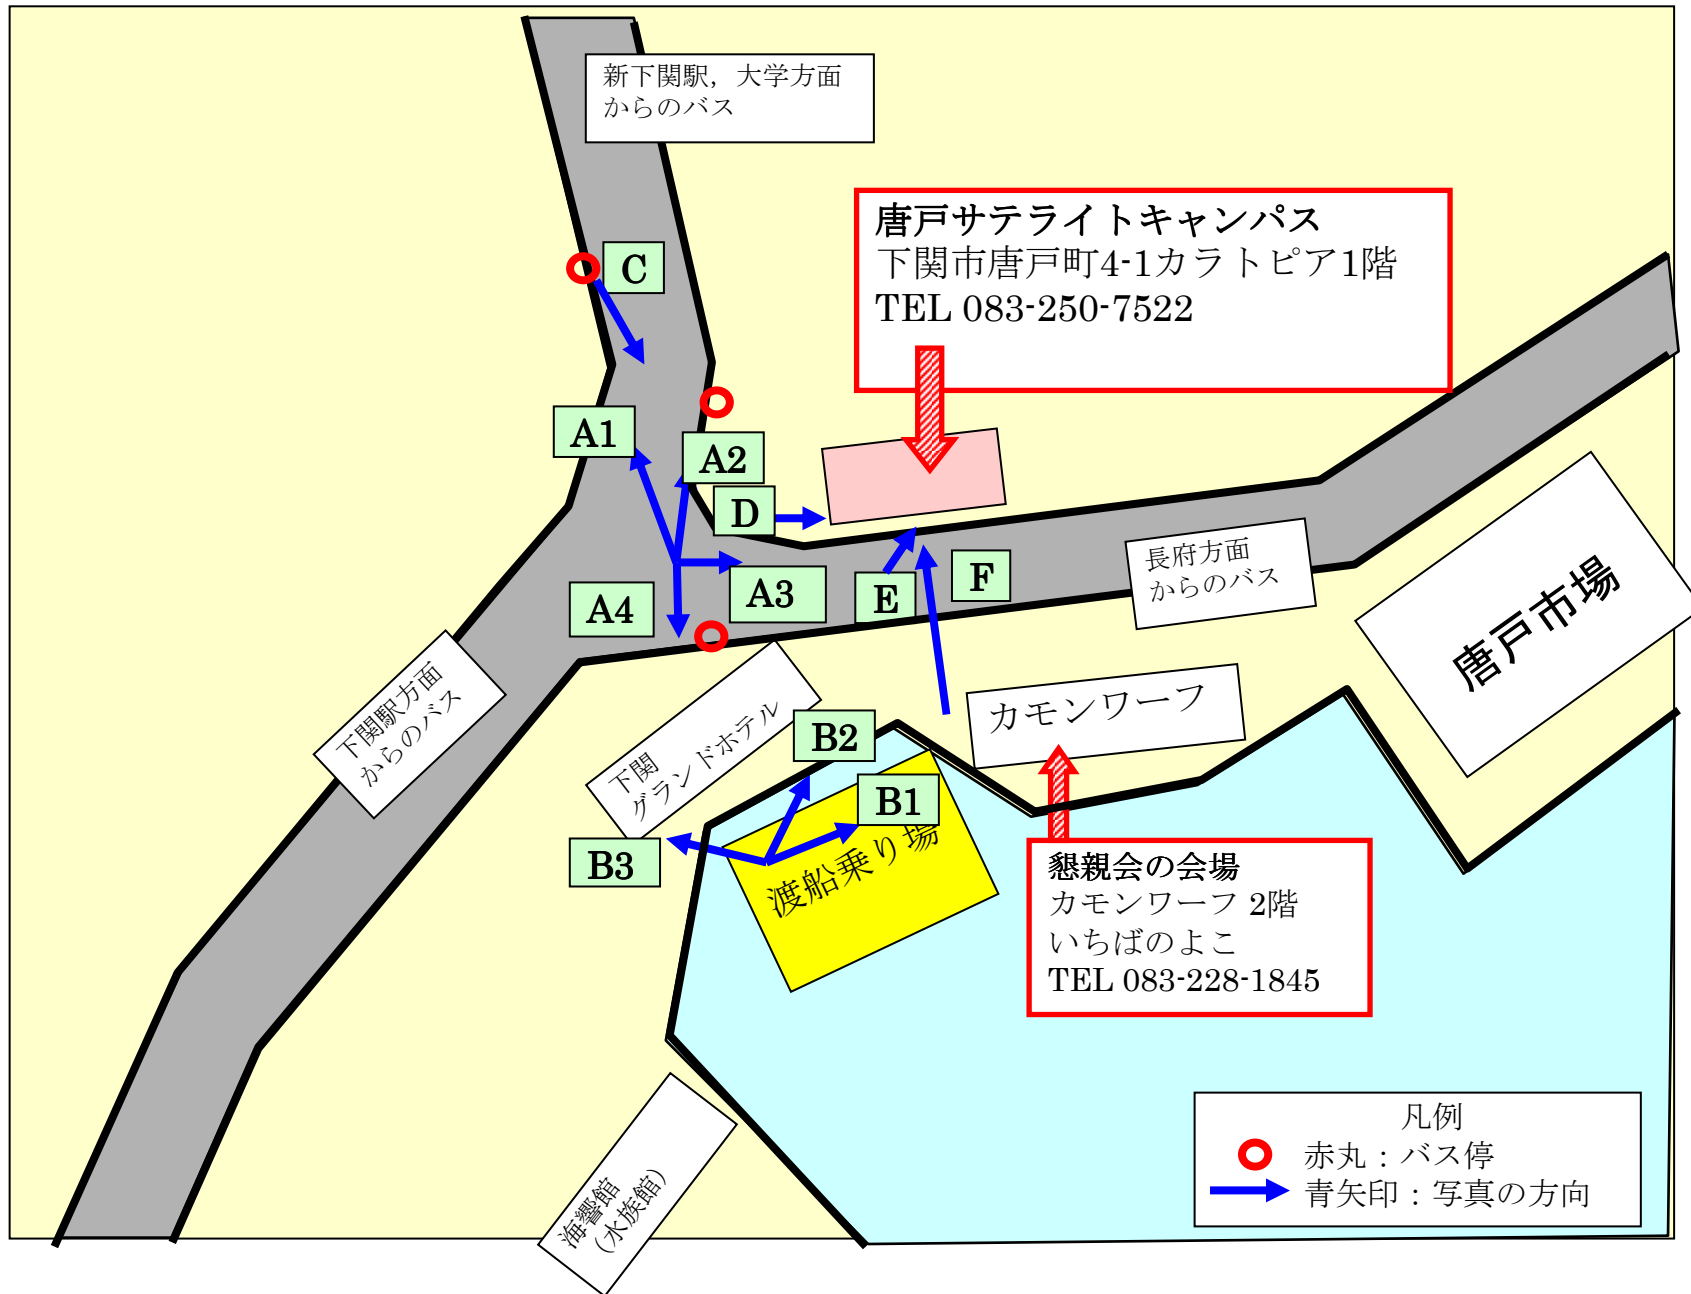 新下関駅，大学方面
からのバス
唐戸サテライトキャンパス
下関市唐戸町4-1カラトピア1階
TEL 083-250-7522
C
A1
A2
D
A3
A4
E
F
長府方面
からのバス
唐戸市場
下関駅方面
からのバス
下関
グランドホテル
カモンワーフ
B2
B1
B3
渡船乗り場
懇親会の会場
カモンワーフ 2階
いちばのよこ
TEL 083-228-1845
海響館
(水族館)
凡例
赤丸：バス停
青矢印：写真の方向